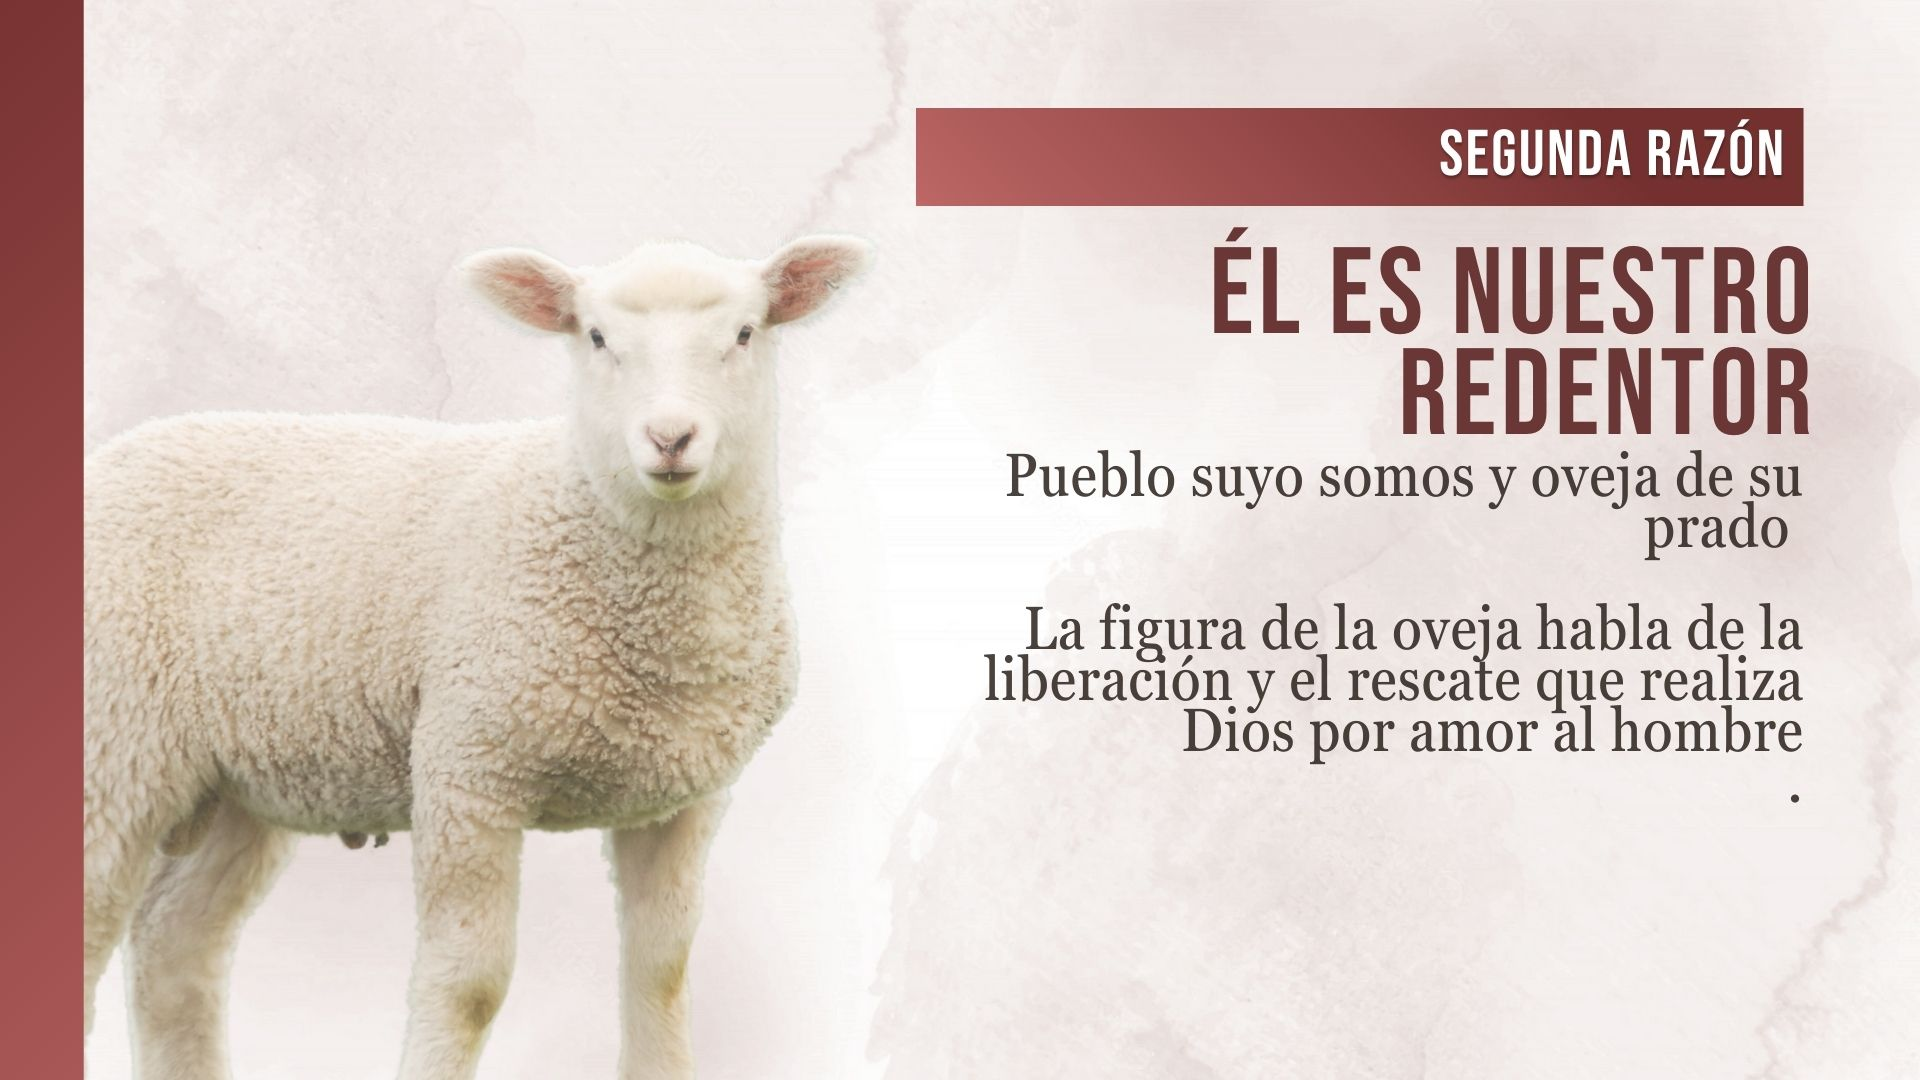 SEGUNDA RAZÓN
ÉL ES NUESTRO
REDENTOR
Pueblo suyo somos y oveja de su
prado
La figura de la oveja habla de la
liberación y el rescate que realiza
Dios por amor al hombre
.